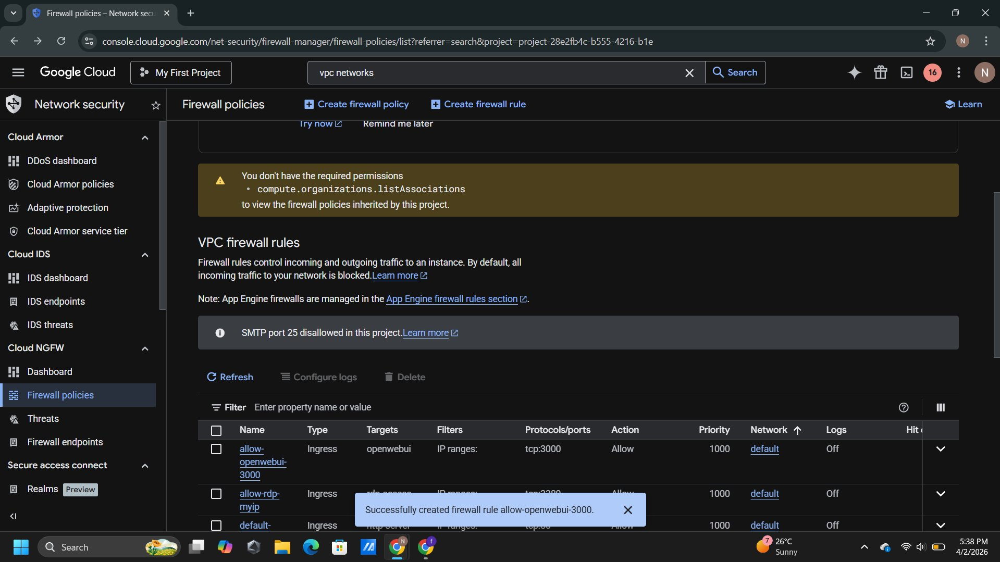 Firewall policies – Network secu
console.cloud.google.com/net-security/firewall-manager/firewall-policies/list?referrer=search&project=project-28e2fb4c-b555-4216-b1e
N
Google Cloud
My First Project
vpc networks
Search
16
N
Network security
Firewall policies
Create firewall policy
Create firewall rule
Learn
Cloud Armor
DDoS dashboard
Cloud Armor policies
Adaptive protection
Cloud Armor service tier
Cloud IDS
IDS dashboard
IDS endpoints
IDS threats
Cloud NGFW
Dashboard
Firewall policies
Threats
Firewall endpoints
Secure access connect
Realms Preview
Try now
Remind me later
You don't have the required permissions
• compute.organizations.listAssociations
to view the firewall policies inherited by this project.
VPC firewall rules
Firewall rules control incoming and outgoing traffic to an instance. By default, all
incoming traffic to your network is blocked.Learn more
Note: App Engine firewalls are managed in the App Engine firewall rules section.
SMTP port 25 disallowed in this project.Learn more
Refresh
Configure logs
Delete
Filter Enter property name or value
Name Type Targets Filters Protocols/ports Action Priority Network Logs Hit
allow-openwebui-3000 Ingress openwebui IP ranges: tcp:3000 Allow 1000 default Off
allow-rdp-myip Ingress 1000 default Off
default- Ingress 1000 default Off
Successfully created firewall rule allow-openwebui-3000.
Search
N
f
7
26°C
Sunny
5:38 PM
4/2/2026